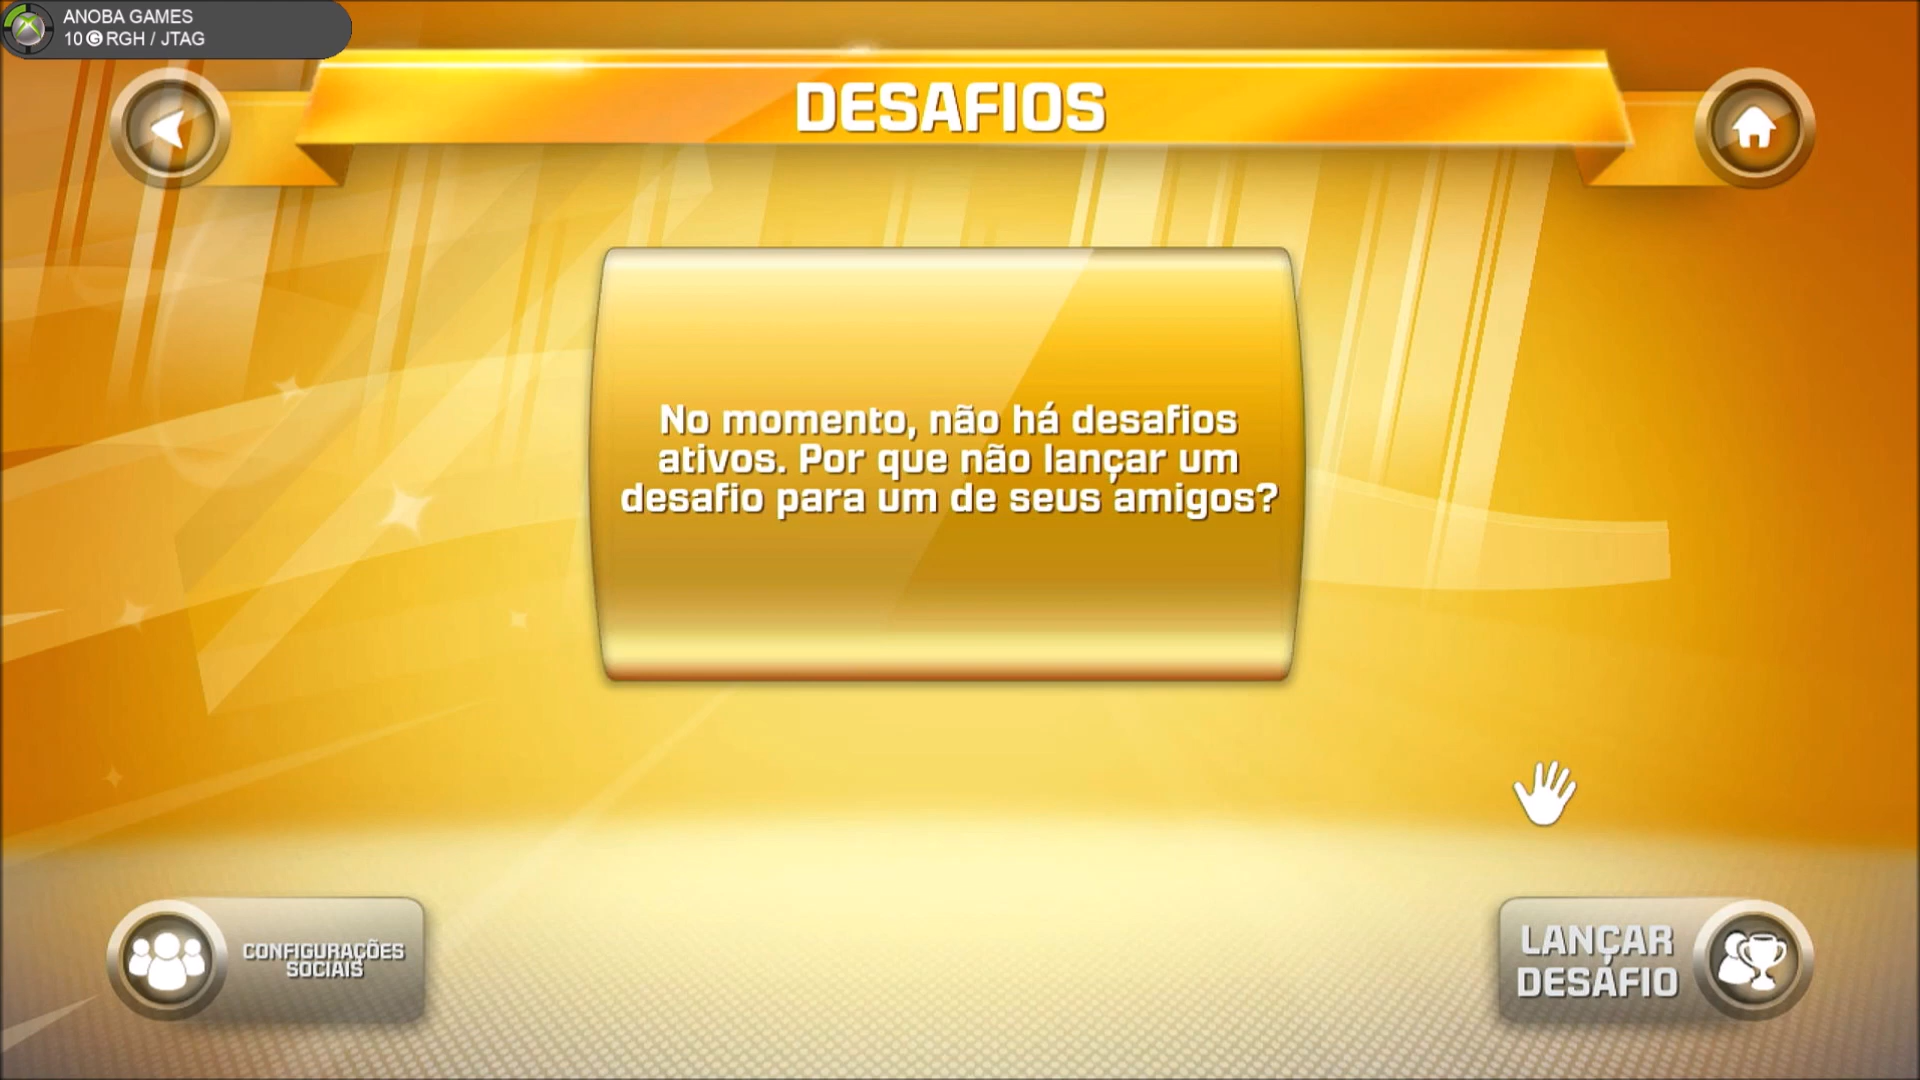 ANOBA GAMES
10 G RGH / JTAG
DESAFIOS
No momento, não há desafios
ativos. Por que não lançar um
desafio para um de seus amigos?
CONFIGURAÇÕES
SOCIAIS
LANÇAR
DESAFIO